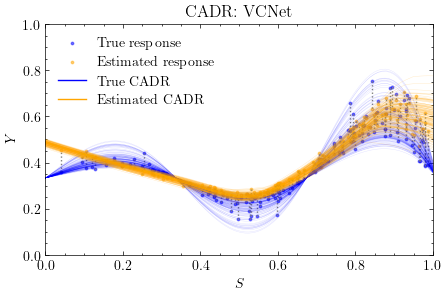 CADR: VCNet
True response
Estimated response
True CADR
Estimated CADR
Y
1.0
0.8
0.6
0.4
0.2
0.0
0.0 0.2 0.4 0.6 0.8 1.0
S